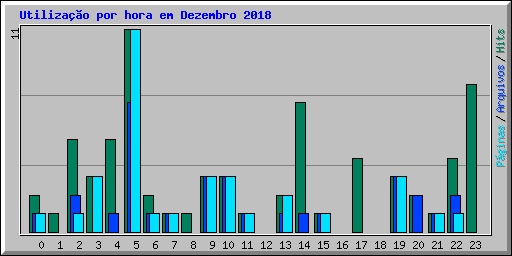 Utilização por hora em Dezembro 2018
11
Páginas / Arquivos / Hits
0 1 2 3 4 5 6 7 8 9 10 11 12 13 14 15 16 17 18 19 20 21 22 23